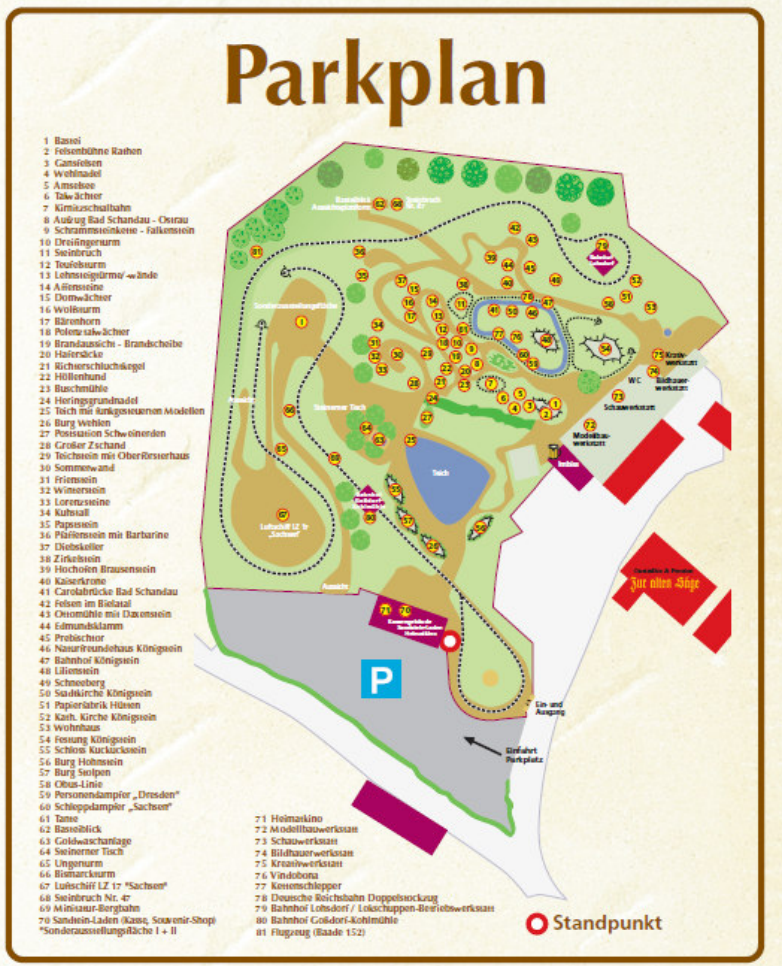 Parkplan
1 Bastei
2 Felsenbühne Rathen
3 Gansfelsen
4 Wehlnadel
5 Amselsee
6 Talwächter
7 Kirnitzschtalbahn
8 Aufzug Bad Schandau - Ostrau
9 Schrammsteinkette - Falkenstein
10 Dreifingerturm
11 Steinbruch
12 Teufelsturm
13 Lehnsteigtürme/-wände
14 Affensteine
15 Domwächter
16 Wolfsturm
17 Bärenhorn
18 Polenztalwächter
19 Brandaussicht - Brandscheibe
20 Hafersäcke
21 Richterschluchtkegel
22 Höllenhund
23 Buschmühle
24 Heringsgrundnadel
25 Teich mit funkgesteuerten Modellen
26 Burg Wehlen
27 Poststation Schweinerden
28 Großer Zschand
29 Teichstein mit Oberförsterhaus
30 Sommerwand
31 Frienstein
32 Winterstein
33 Lorenzsteine
34 Kuhstall
35 Papststein
36 Pfaffenstein mit Barbarine
37 Diebskeller
38 Zirkelstein
39 Hochofen Brausenstein
40 Kaiserkrone
41 Carolabrücke Bad Schandau
42 Felsen im Bielatal
43 Ottomühle mit Daxenstein
44 Edmundsklamm
45 Prebischtor
46 Naturfreundehaus Königstein
47 Bahnhof Königstein
48 Lilienstein
49 Schneeberg
50 Stadtkirche Königstein
51 Papierfabrik Hütten
52 Kath. Kirche Königstein
53 Wohnhaus
54 Festung Königstein
55 Schloss Kuckuckstein
56 Burg Hohnstein
57 Burg Stolpen
58 Obus-Linie
59 Personendampfer „Dresden"
60 Schleppdampfer „Sachsen"
61 Tante
62 Basteiblick
63 Goldwaschanlage
64 Steinerner Tisch
65 Ungerturm
66 Bismarckturm
67 Luftschiff LZ 17 "Sachsen"
68 Steinbruch Nr. 47
69 Miniatur-Bergbahn
70 Sandstein-Laden (Kasse, Souvenir-Shop)
*Sonderausstellungsfläche I + II
71 Heimatkino
72 Modellbauwerkstatt
73 Schauwerkstatt
74 Bildhauerwerkstatt
75 Kreativwerkstatt
76 Vindobona
77 Kettenschlepper
78 Deutsche Reichsbahn Doppelstockzug
79 Bahnhof Lohsdorf / Lokschuppen-Betriebswerkstatt
80 Bahnhof Goßdorf-Kohlmühle
81 Flugzeug (Baade 152)
Basteiblick
Aussichtsplattform
Steinbruch
Sonderausstellungsfläche
Steinerner Tisch
Aussicht
Luftschiff LZ 17
„Sachsen"
Aussicht
Teich
Kreativ-
werkstatt
WC
Bildhauer-
werkstatt
Schauwerkstatt
Modellbau-
werkstatt
Imbiss
Zur alten Säge
P
Ein- und
Ausgang
Einfahrt
Parkplatz
Standpunkt